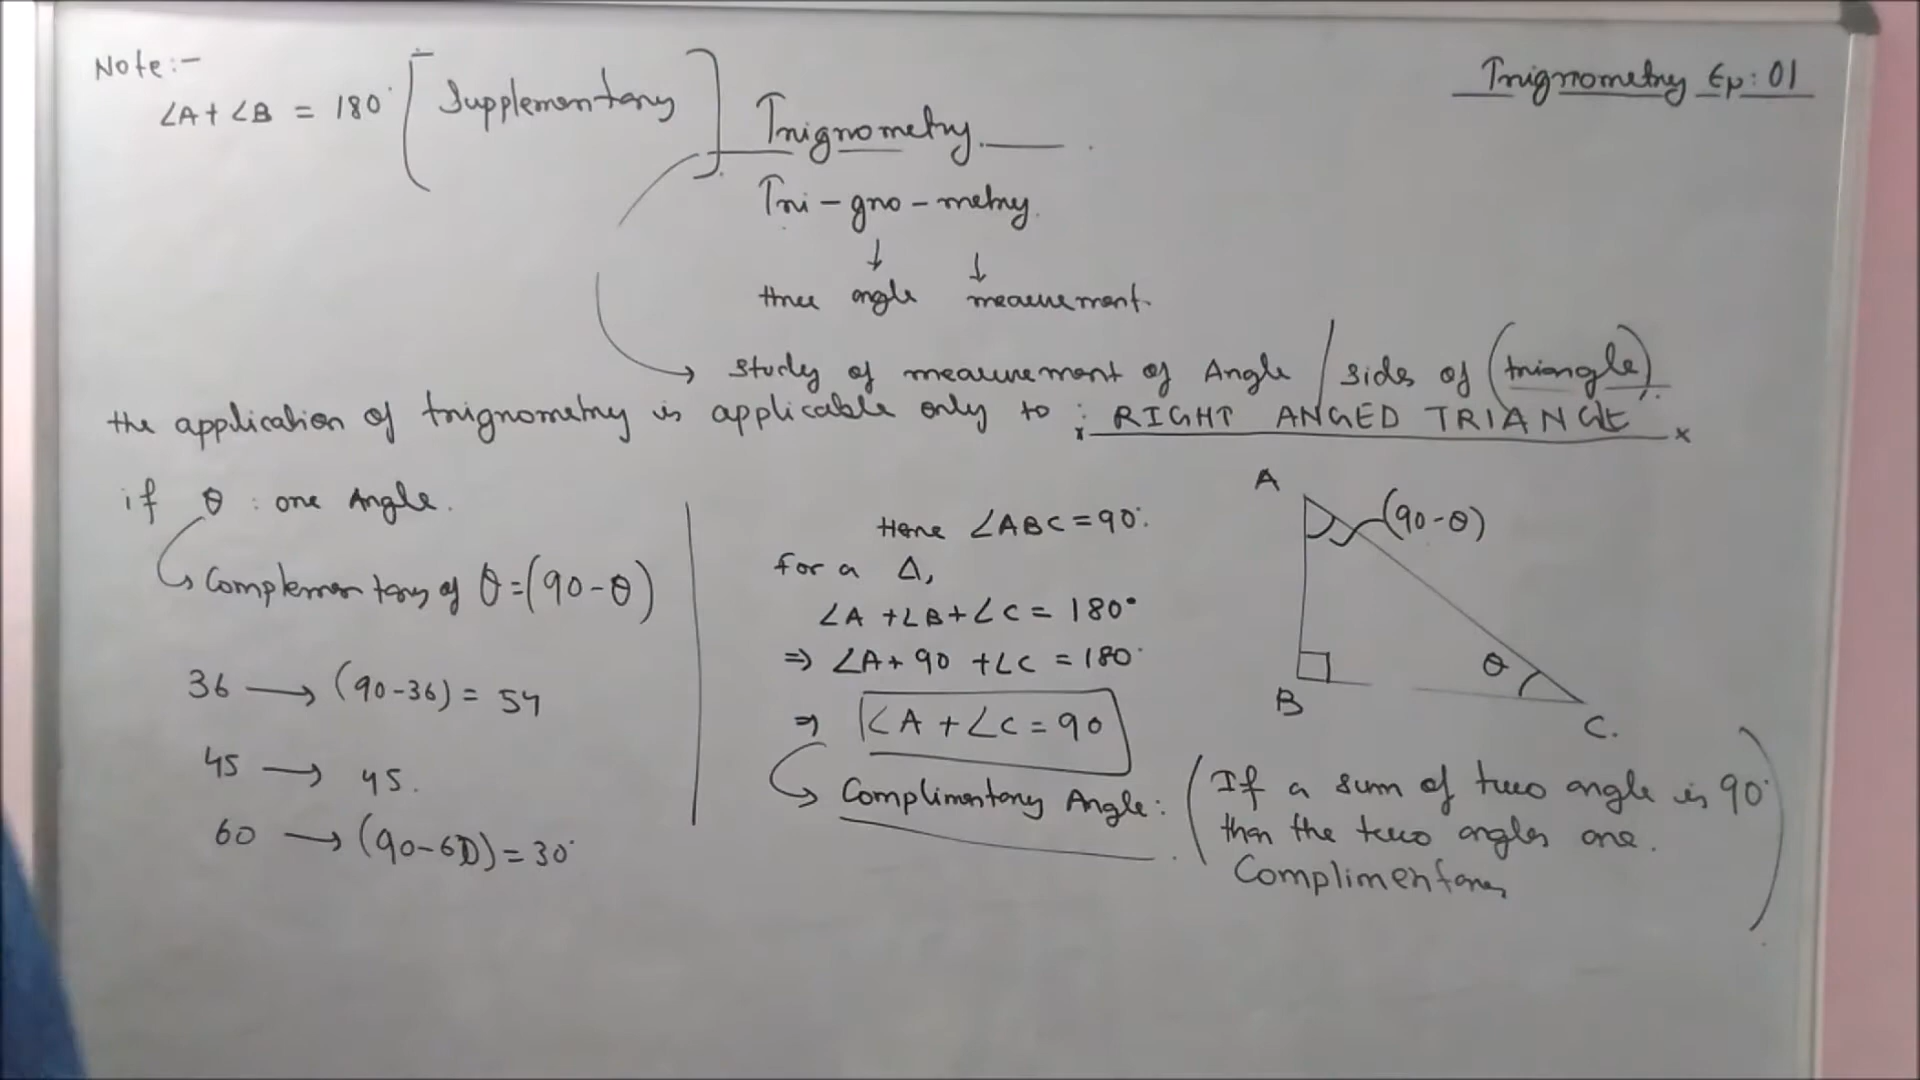 Note:-
∠A + ∠B = 180° [Supplementary]
Trignometry Ep: 01
Trignometry.
Tri - gno - metry.
↓ ↓
three angle measurement.
→ Study of measurement of Angle / sides of (triangle).
the application of trignometry is applicable only to : RIGHT ANGED TRIANGLE
if θ : one Angle.
Complementary of θ = (90-θ)
36 → (90-36) = 54
45 → 45.
60 → (90-60) = 30°
Here ∠ABC = 90°.
for a Δ,
∠A + ∠B + ∠C = 180°
⇒ ∠A + 90 + ∠C = 180°
⇒ ∠A + ∠C = 90
Complimentary Angle:
(If a sum of two angle is 90°
then the two angles are.
Complimentary)
A
(90-θ)
θ
B
C.